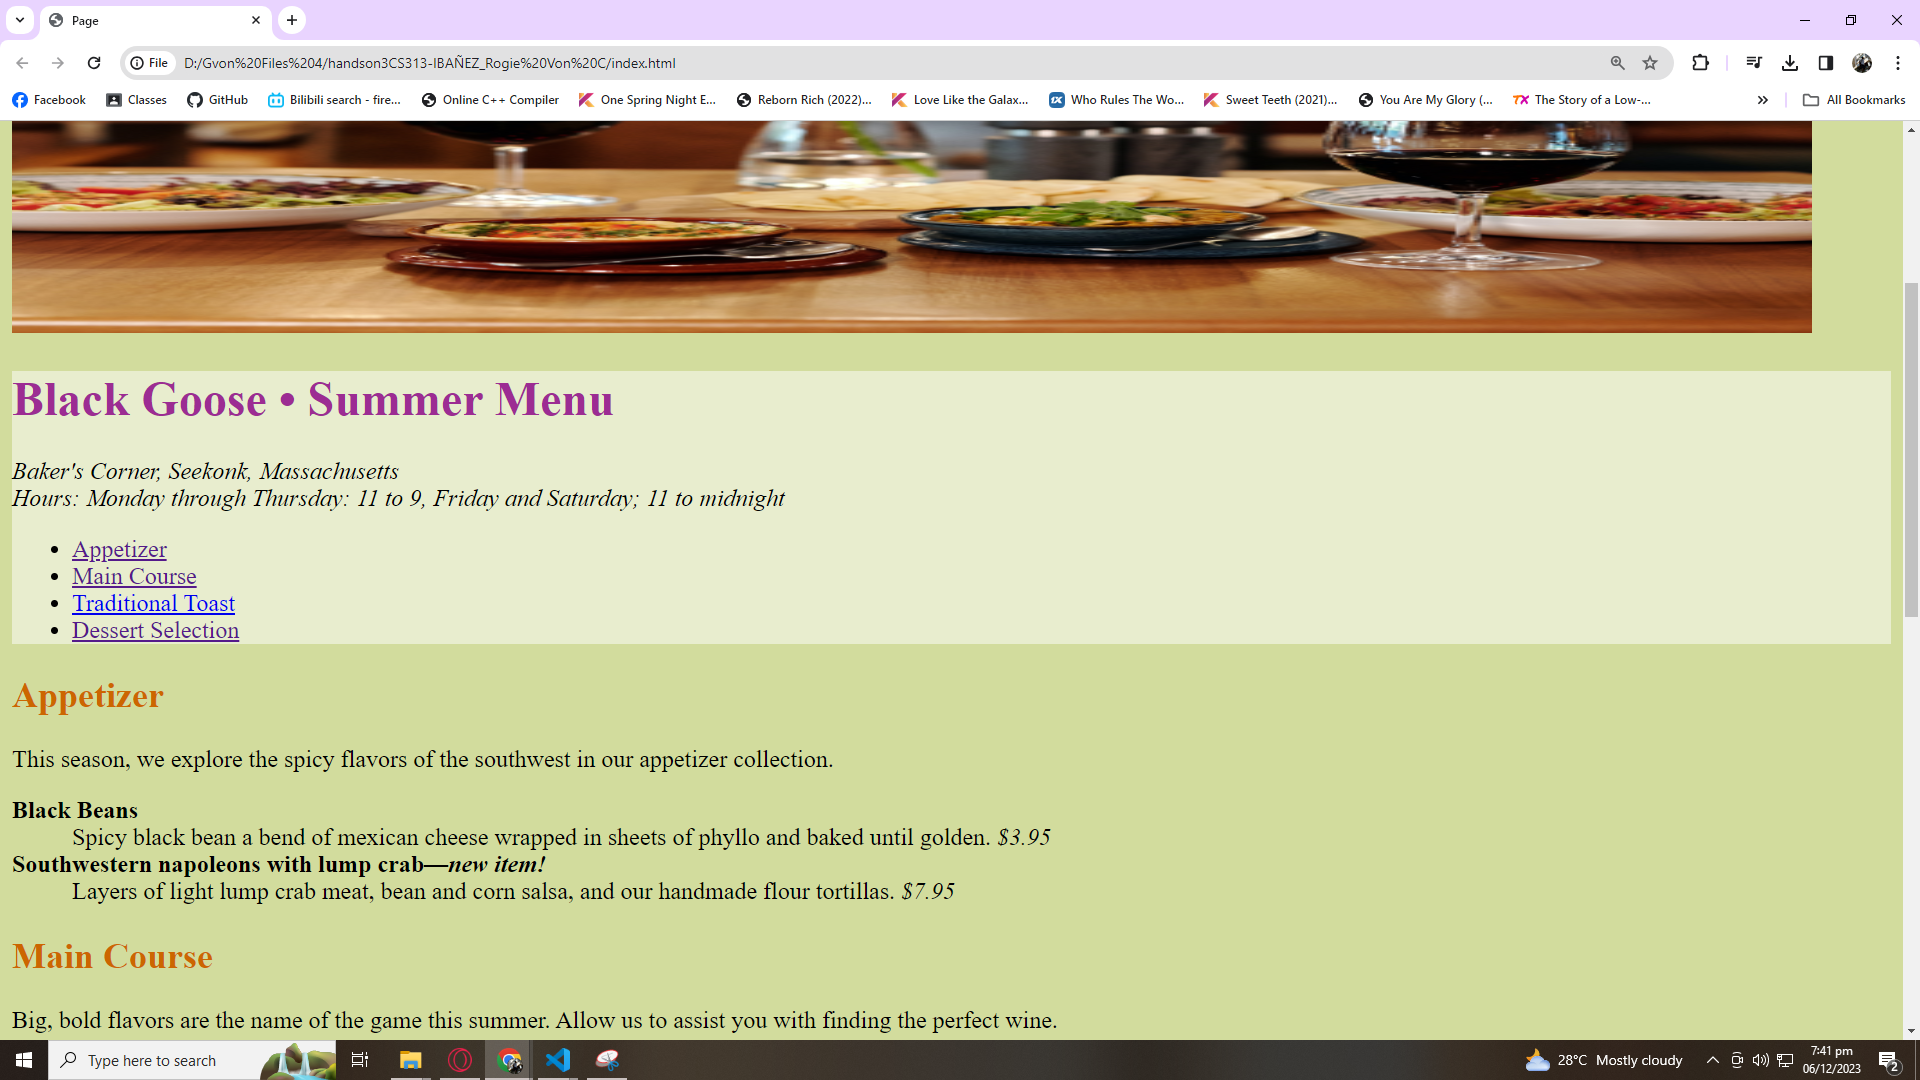 Page
File D:/Gvon%20Files%204/handson3CS313-IBAÑEZ_Rogie%20Von%20C/index.html
Facebook Classes GitHub Bilibili search - fire... Online C++ Compiler One Spring Night E... Reborn Rich (2022)... Love Like the Galax... Who Rules The Wo... Sweet Teeth (2021)... You Are My Glory (... The Story of a Low-... All Bookmarks
Black Goose • Summer Menu
Baker's Corner, Seekonk, Massachusetts
Hours: Monday through Thursday: 11 to 9, Friday and Saturday; 11 to midnight
• Appetizer
• Main Course
• Traditional Toast
• Dessert Selection
Appetizer
This season, we explore the spicy flavors of the southwest in our appetizer collection.
Black Beans
Spicy black bean a bend of mexican cheese wrapped in sheets of phyllo and baked until golden. $3.95
Southwestern napoleons with lump crab—new item!
Layers of light lump crab meat, bean and corn salsa, and our handmade flour tortillas. $7.95
Main Course
Big, bold flavors are the name of the game this summer. Allow us to assist you with finding the perfect wine.
Type here to search
28°C Mostly cloudy
7:41 pm
06/12/2023
2